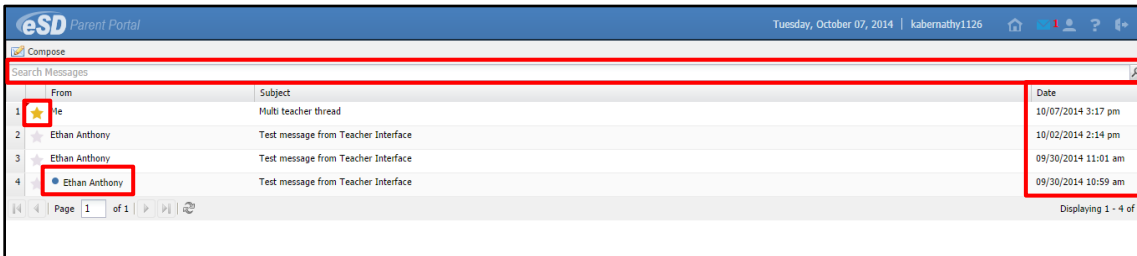 eSD Parent Portal Tuesday, October 07, 2014 | kabernathy1126 1 ?
Compose
Search Messages
From Subject Date
1 Me Multi teacher thread 10/07/2014 3:17 pm
2 Ethan Anthony Test message from Teacher Interface 10/02/2014 2:14 pm
3 Ethan Anthony Test message from Teacher Interface 09/30/2014 11:01 am
4 Ethan Anthony Test message from Teacher Interface 09/30/2014 10:59 am
Page 1 of 1 Displaying 1 - 4 of